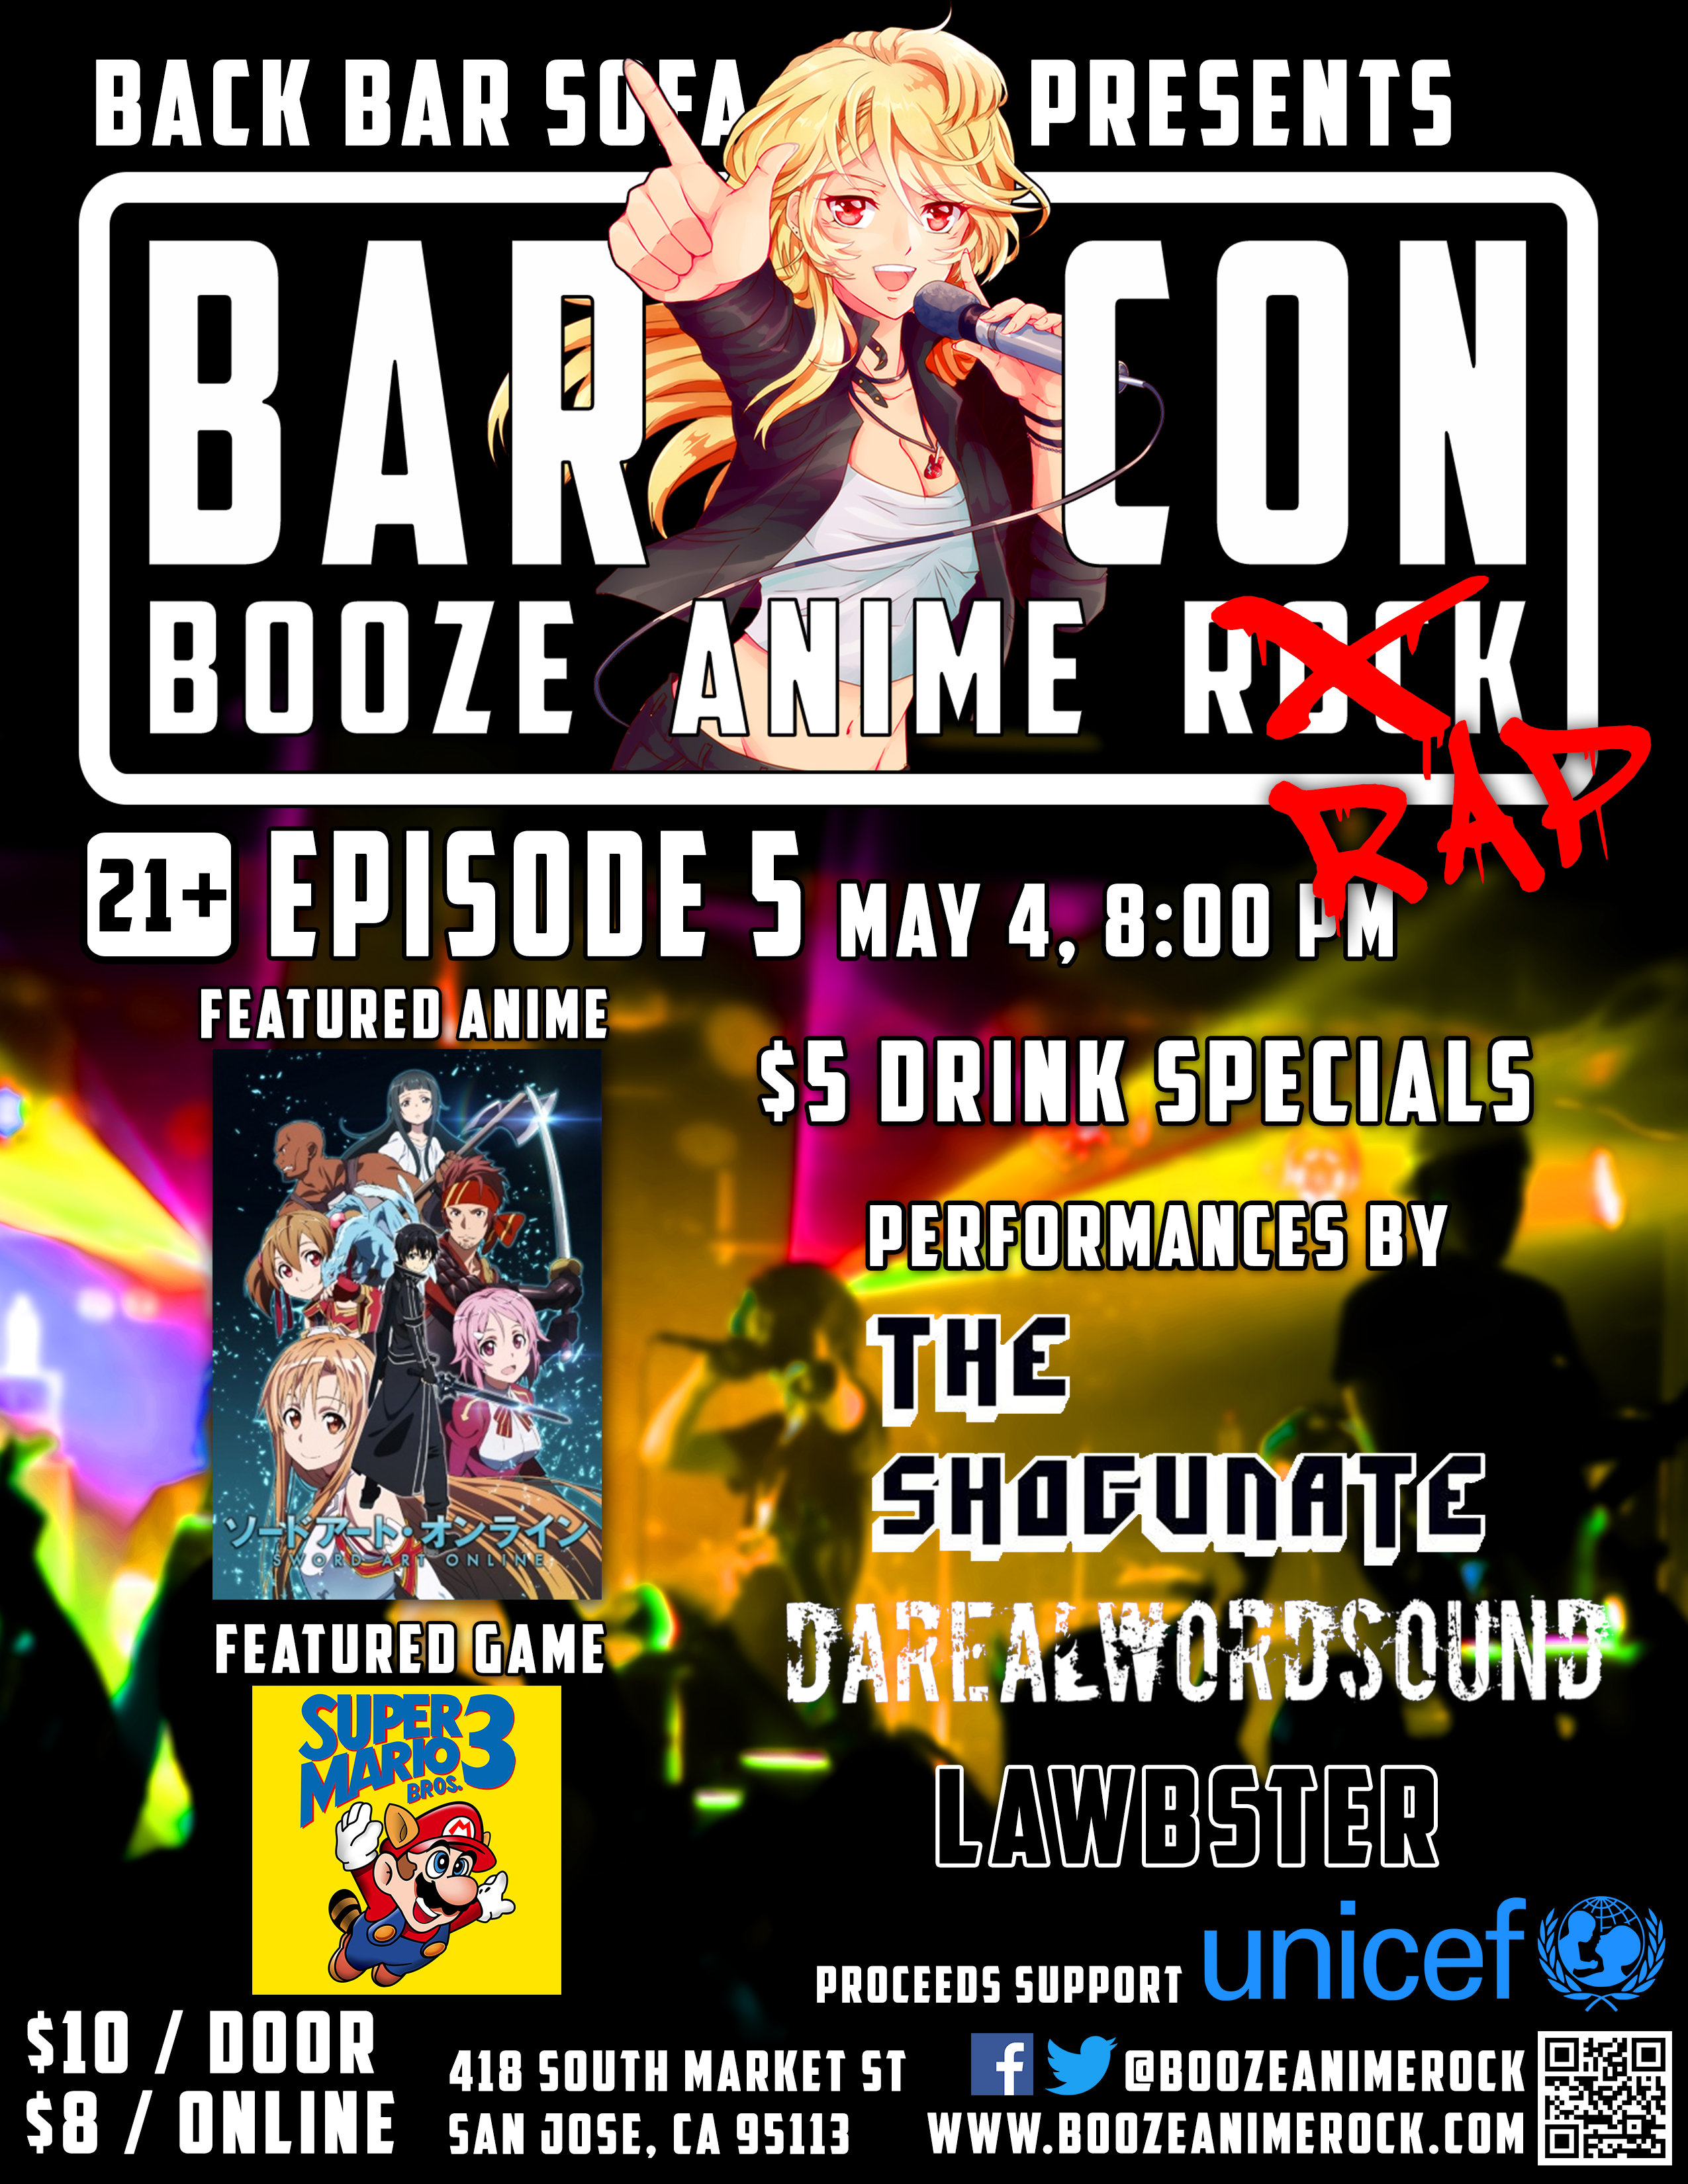 BACK BAR SOFA PRESENTS
BAR CON
BOOZE ANIME ROCK
RAP
21+ EPISODE 5 MAY 4, 8:00 PM
FEATURED ANIME
ソードアート・オンライン
SWORD ART ONLINE
FEATURED GAME
SUPER
MARIO
BROS. 3
M
$5 DRINK SPECIALS
PERFORMANCES BY
THE
SHOGUNATE
DAREALWORDSOUND
LAWBSTER
PROCEEDS SUPPORT unicef
$10 / DOOR
$8 / ONLINE
418 SOUTH MARKET ST
SAN JOSE, CA 95113
f @BOOZEANIMEROCK
WWW.BOOZEANIMEROCK.COM